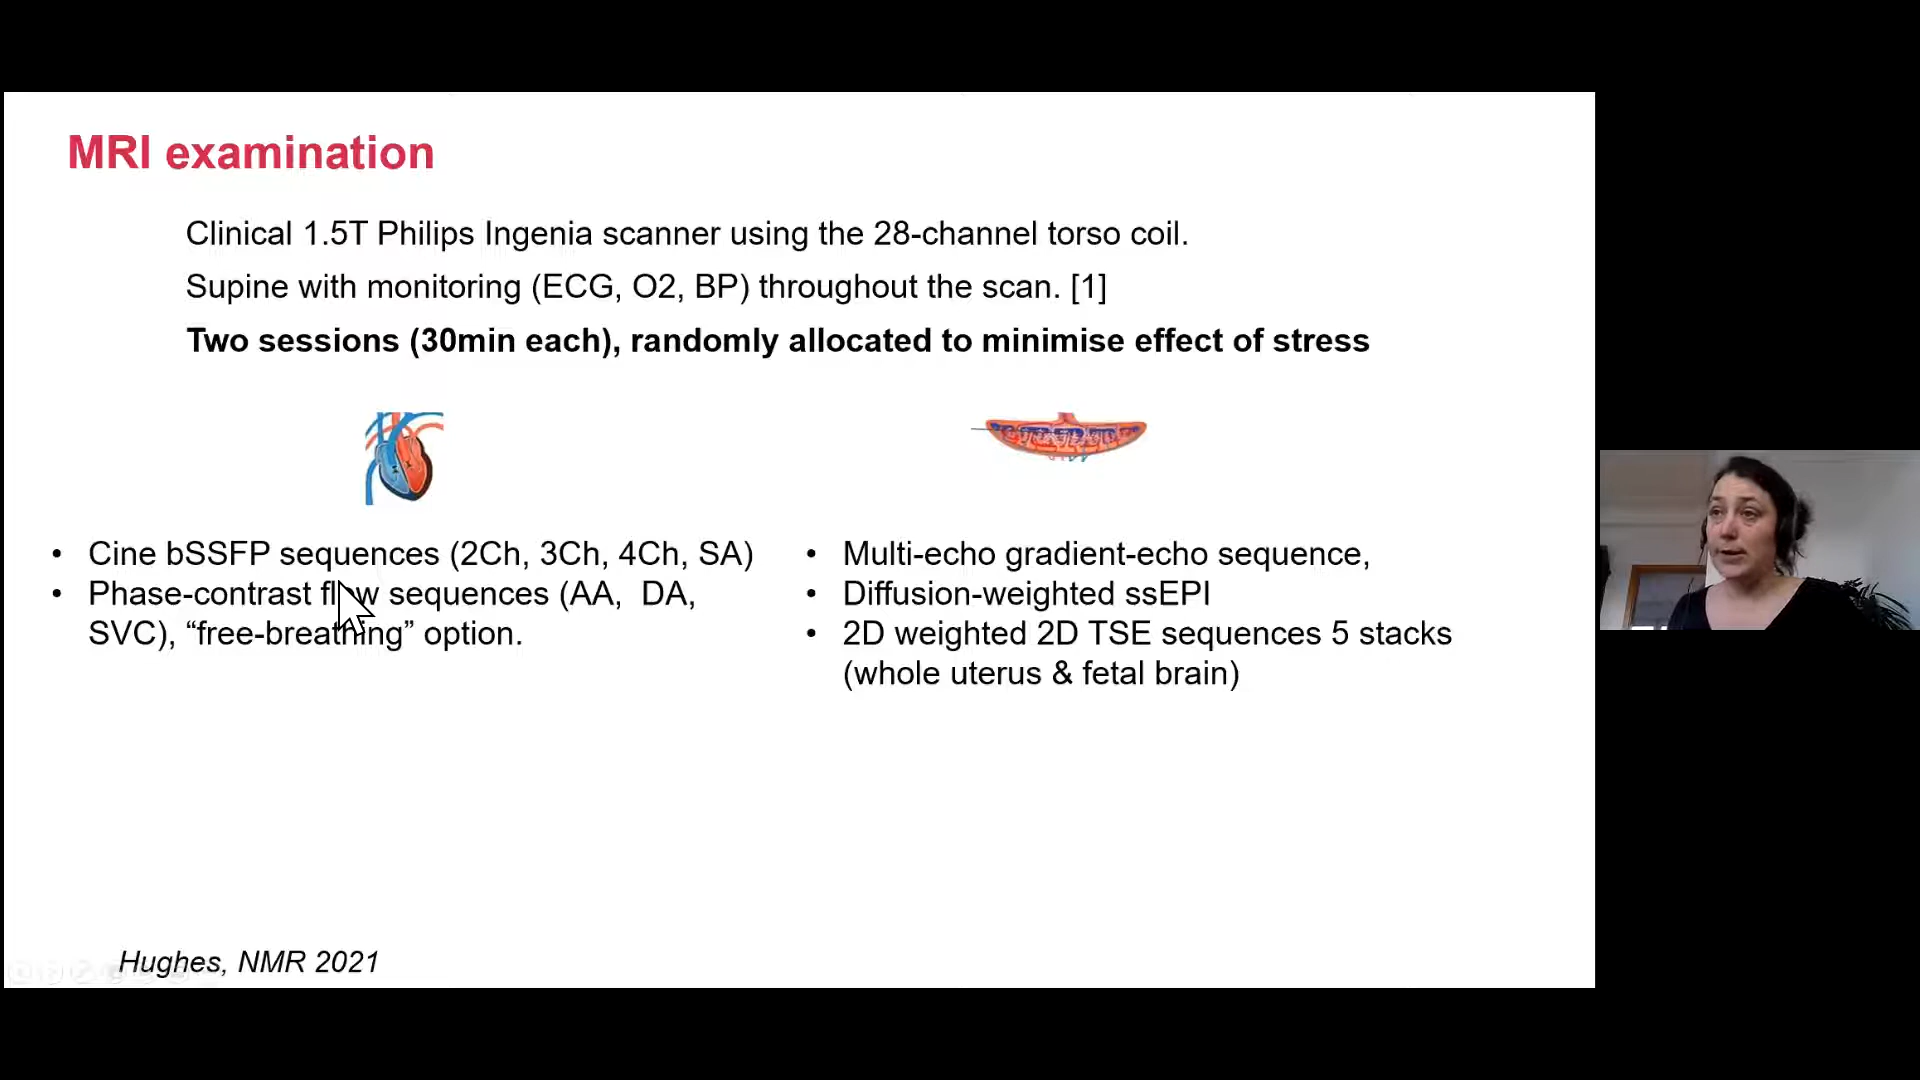 MRI examination
Clinical 1.5T Philips Ingenia scanner using the 28-channel torso coil.
Supine with monitoring (ECG, O2, BP) throughout the scan. [1]
Two sessions (30min each), randomly allocated to minimise effect of stress
• Cine bSSFP sequences (2Ch, 3Ch, 4Ch, SA)
• Phase-contrast flow sequences (AA, DA,
SVC), “free-breathing” option.
• Multi-echo gradient-echo sequence,
• Diffusion-weighted ssEPI
• 2D weighted 2D TSE sequences 5 stacks
(whole uterus & fetal brain)
Hughes, NMR 2021